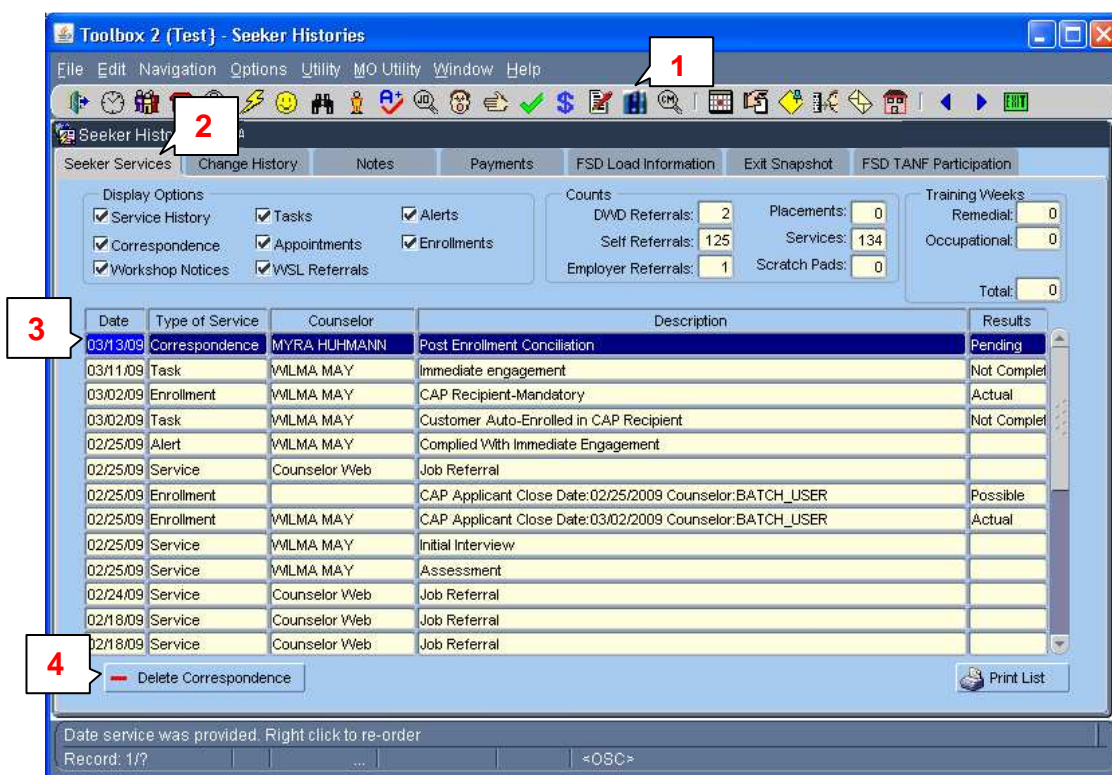 Toolbox 2 (Test} - Seeker Histories
File Edit Navigation Options Utility MO Utility Window Help
1
A+ JO $ CM EXIT
Seeker Hist
2
Seeker Services Change History Notes Payments FSD Load Information Exit Snapshot FSD TANF Participation
Display Options Counts Training Weeks
Service History Tasks Alerts DWD Referrals: 2 Placements: 0 Remedial: 0
Correspondence Appointments Enrollments Self Referrals: 125 Services: 134 Occupational: 0
Workshop Notices WSL Referrals Employer Referrals: 1 Scratch Pads: 0
Total: 0
3
Date Type of Service Counselor Description Results
03/13/09 Correspondence MYRA HUHMANN Post Enrollment Conciliation Pending
03/11/09 Task WILMA MAY Immediate engagement Not Complet
03/02/09 Enrollment WILMA MAY CAP Recipient-Mandatory Actual
03/02/09 Task WILMA MAY Customer Auto-Enrolled in CAP Recipient Not Complet
02/25/09 Alert WILMA MAY Complied With Immediate Engagement
02/25/09 Service Counselor Web Job Referral
02/25/09 Enrollment CAP Applicant Close Date:02/25/2009 Counselor:BATCH_USER Possible
02/25/09 Enrollment WILMA MAY CAP Applicant Close Date:03/02/2009 Counselor:BATCH_USER Actual
02/25/09 Service WILMA MAY Initial Interview
02/25/09 Service WILMA MAY Assessment
02/24/09 Service Counselor Web Job Referral
02/18/09 Service Counselor Web Job Referral
02/18/09 Service Counselor Web Job Referral
4
Delete Correspondence Print List
Date service was provided. Right click to re-order
Record: 1/? ... <OSC>